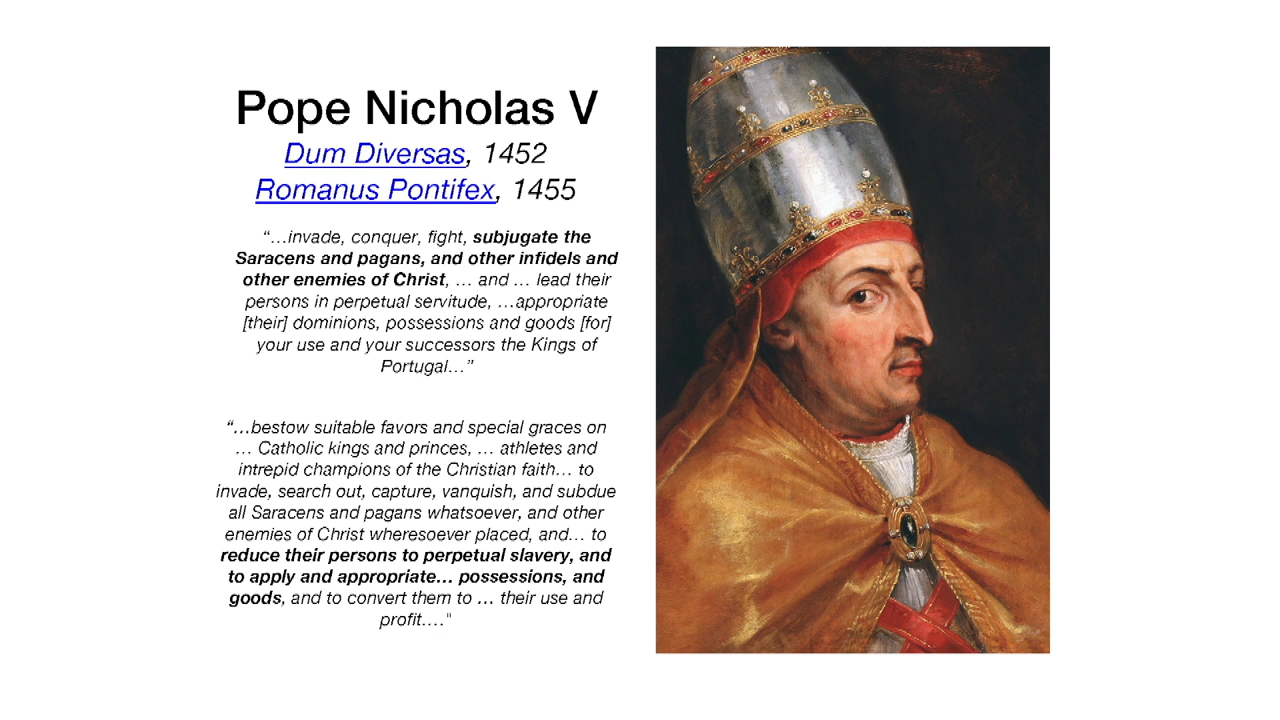 Pope Nicholas V
Dum Diversas, 1452
Romanus Pontifex, 1455
“…invade, conquer, fight, subjugate the
Saracens and pagans, and other infidels and
other enemies of Christ, … and … lead their
persons in perpetual servitude, …appropriate
[their] dominions, possessions and goods [for]
your use and your successors the Kings of
Portugal…”
“…bestow suitable favors and special graces on
… Catholic kings and princes, … athletes and
intrepid champions of the Christian faith… to
invade, search out, capture, vanquish, and subdue
all Saracens and pagans whatsoever, and other
enemies of Christ wheresoever placed, and… to
reduce their persons to perpetual slavery, and
to apply and appropriate… possessions, and
goods, and to convert them to … their use and
profit…."